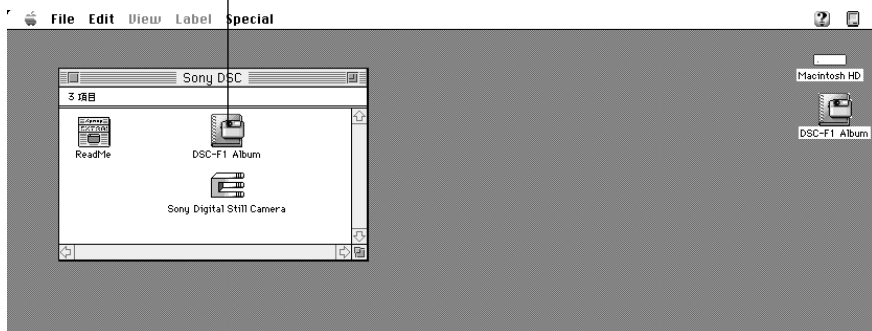 File Edit View Label Special
Sony DSC
3 項目
Macintosh HD
ReadMe
DSC-F1 Album
DSC-F1 Album
Sony Digital Still Camera